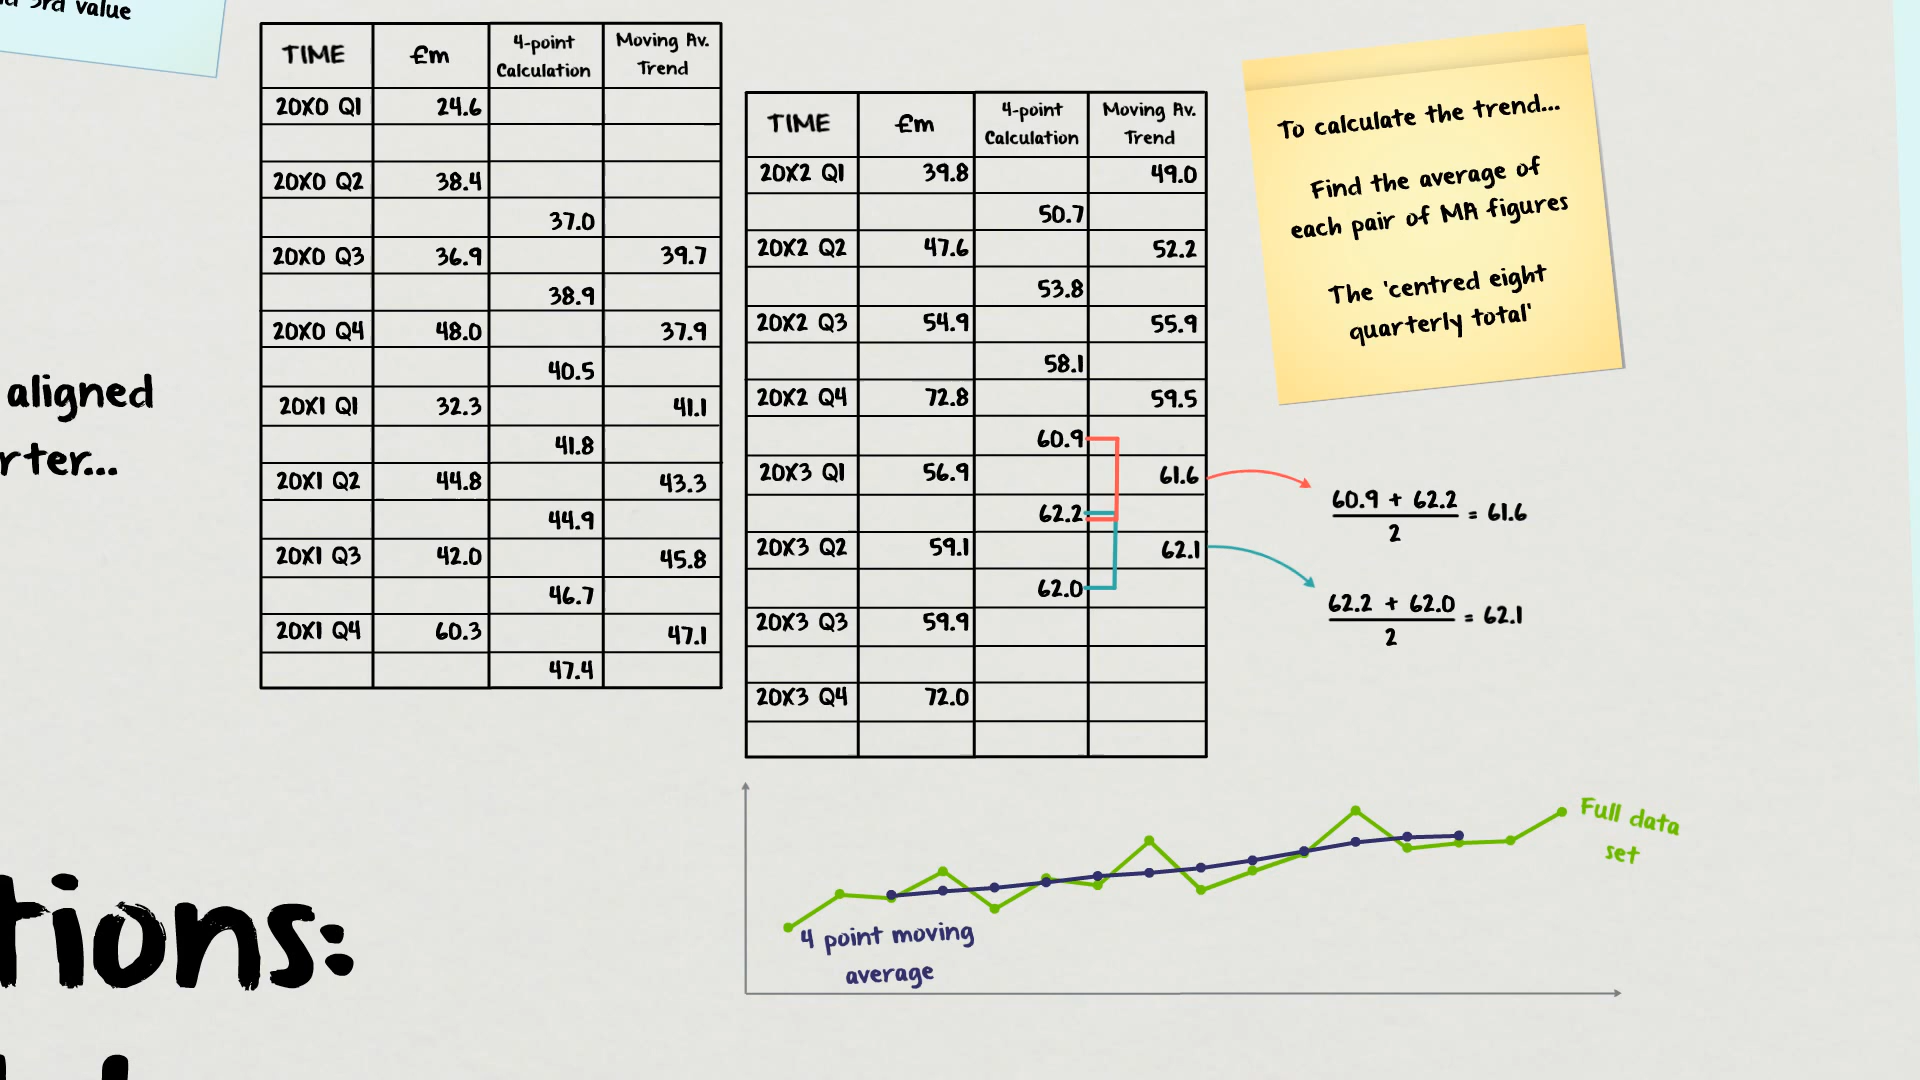 3rd value
TIME £m 4-point Calculation Moving Av. Trend
20X0 Q1 24.6
20X0 Q2 38.4
37.0
20X0 Q3 36.9 39.7
38.9
20X0 Q4 48.0 37.9
40.5
20X1 Q1 32.3 41.1
41.8
20X1 Q2 44.8 43.3
44.9
20X1 Q3 42.0 45.8
46.7
20X1 Q4 60.3 47.1
47.4
TIME £m 4-point Calculation Moving Av. Trend
20X2 Q1 39.8 49.0
50.7
20X2 Q2 47.6 52.2
53.8
20X2 Q3 54.9 55.9
58.1
20X2 Q4 72.8 59.5
60.9
20X3 Q1 56.9 61.6
62.2
20X3 Q2 59.1 62.1
62.0
20X3 Q3 59.9
20X3 Q4 72.0
To calculate the trend...
Find the average of
each pair of MA figures
The 'centred eight
quarterly total'
60.9 + 62.2
2
= 61.6
62.2 + 62.0
2
= 62.1
aligned
rter...
tions:
Full data
set
4 point moving
average